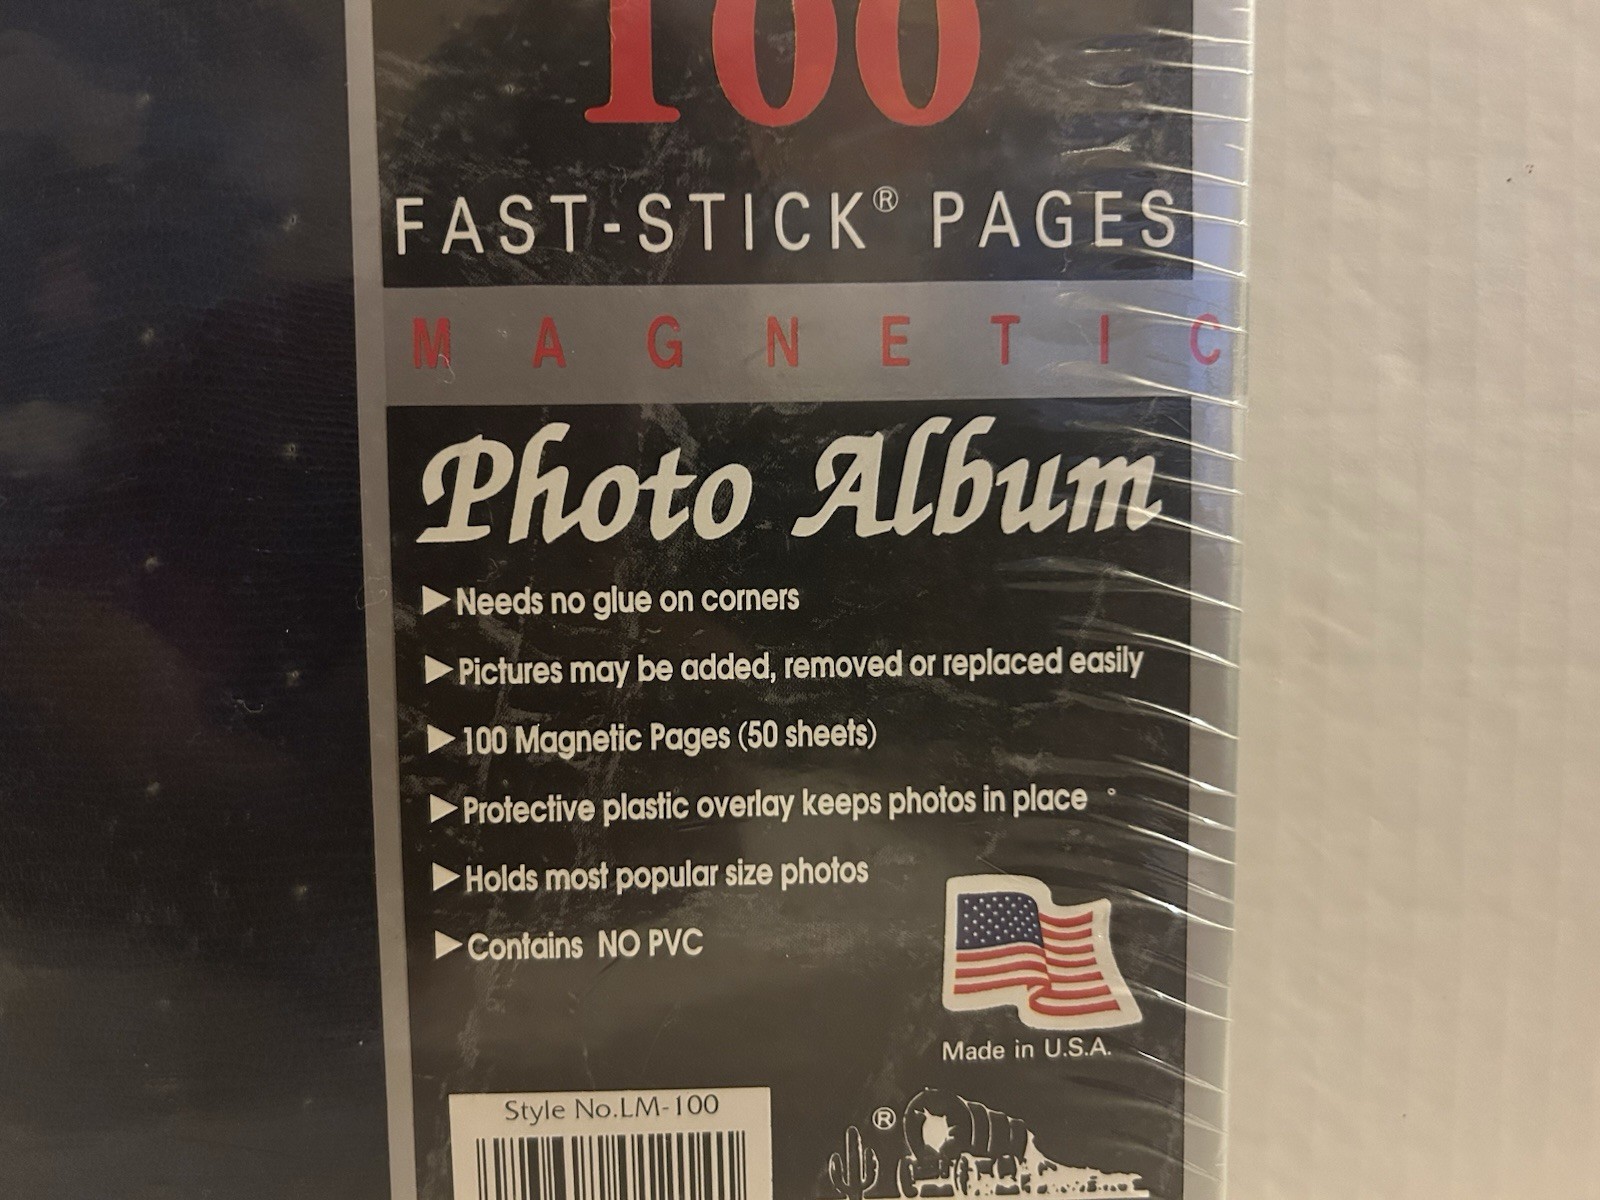 100
FAST-STICK® PAGES
MAGNETIC
Photo Album
▶Needs no glue on corners
▶Pictures may be added, removed or replaced easily
▶100 Magnetic Pages (50 sheets)
▶Protective plastic overlay keeps photos in place
▶Holds most popular size photos
▶Contains NO PVC
Made in U.S.A.
Style No.LM-100
®